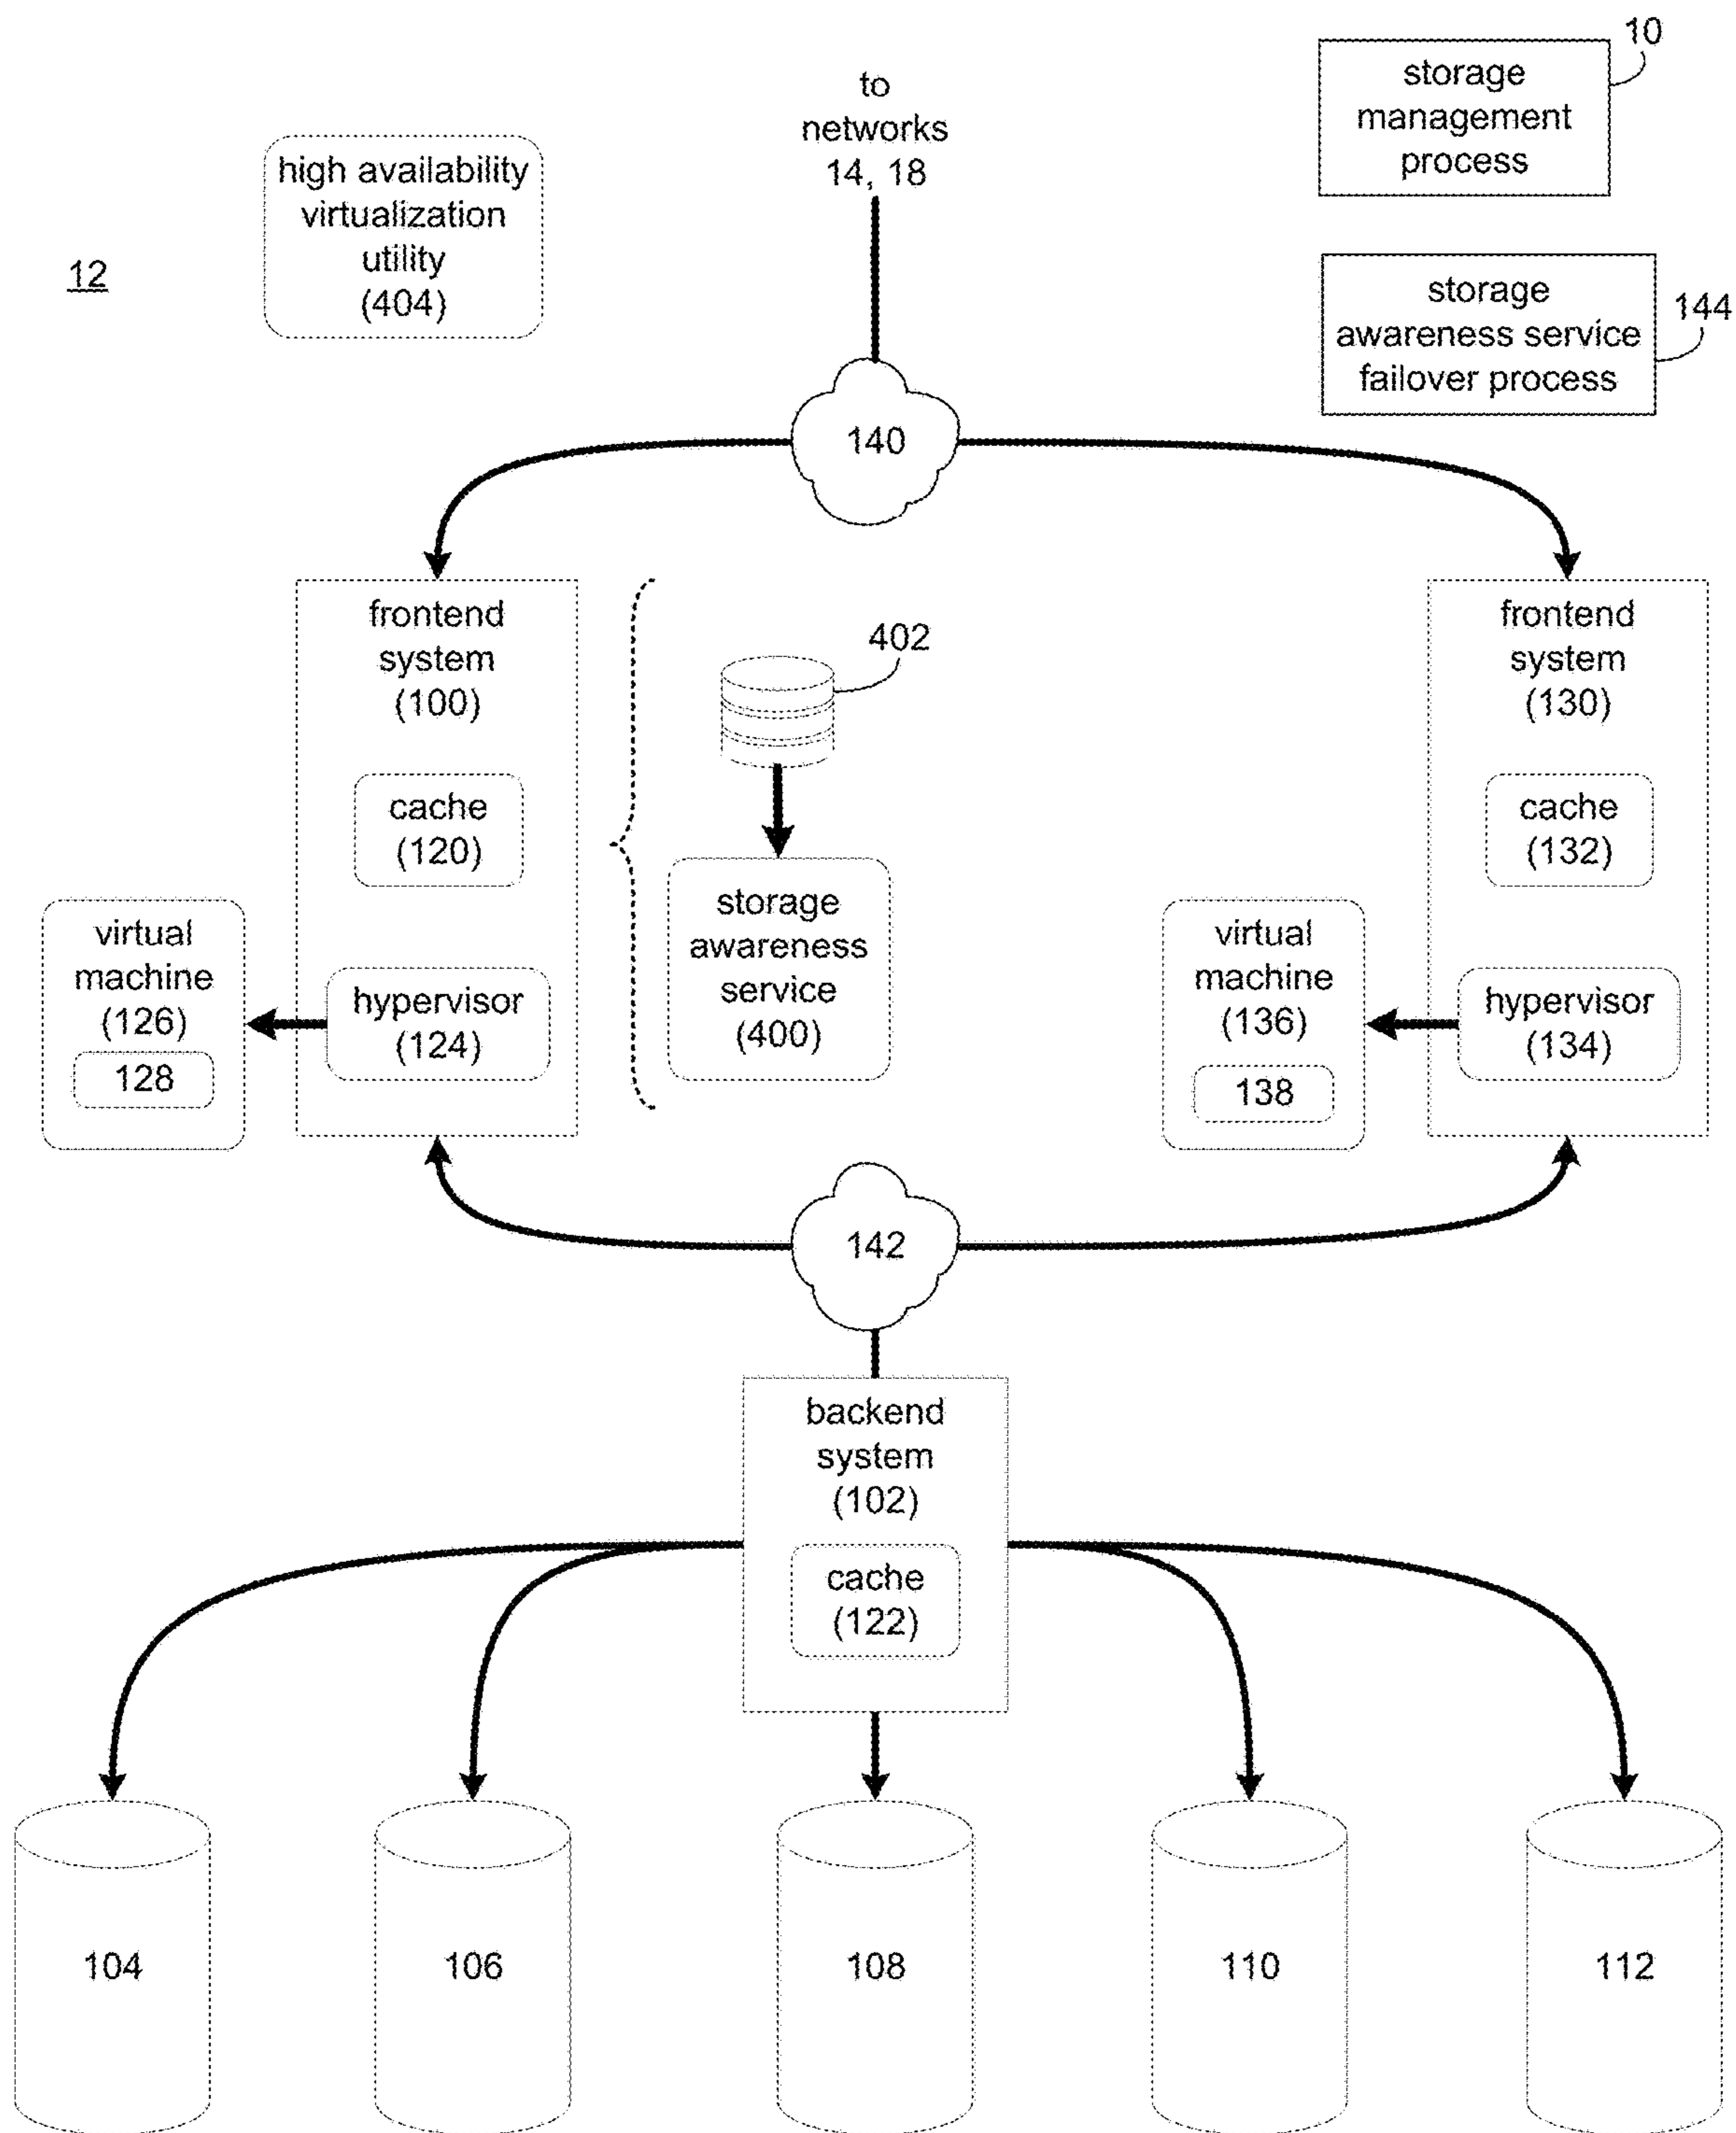 10
storage
management
process
to
networks
14, 18
high availability
virtualization
utility
(404)
12
storage
awareness service
failover process
144
140
frontend
system
(100)
cache
(120)
hypervisor
(124)
virtual
machine
(126)
128
402
storage
awareness
service
(400)
frontend
system
(130)
cache
(132)
hypervisor
(134)
virtual
machine
(136)
138
142
backend
system
(102)
cache
(122)
104
106
108
110
112